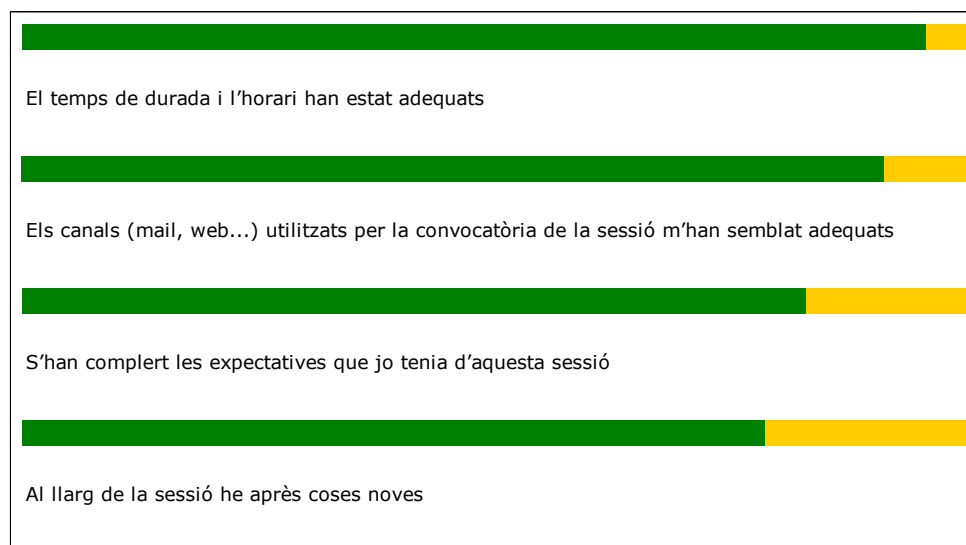 El temps de durada i l’horari han estat adequats
Els canals (mail, web...) utilitzats per la convocatòria de la sessió m’han semblat adequats
S’han complert les expectatives que jo tenia d’aquesta sessió
Al llarg de la sessió he après coses noves